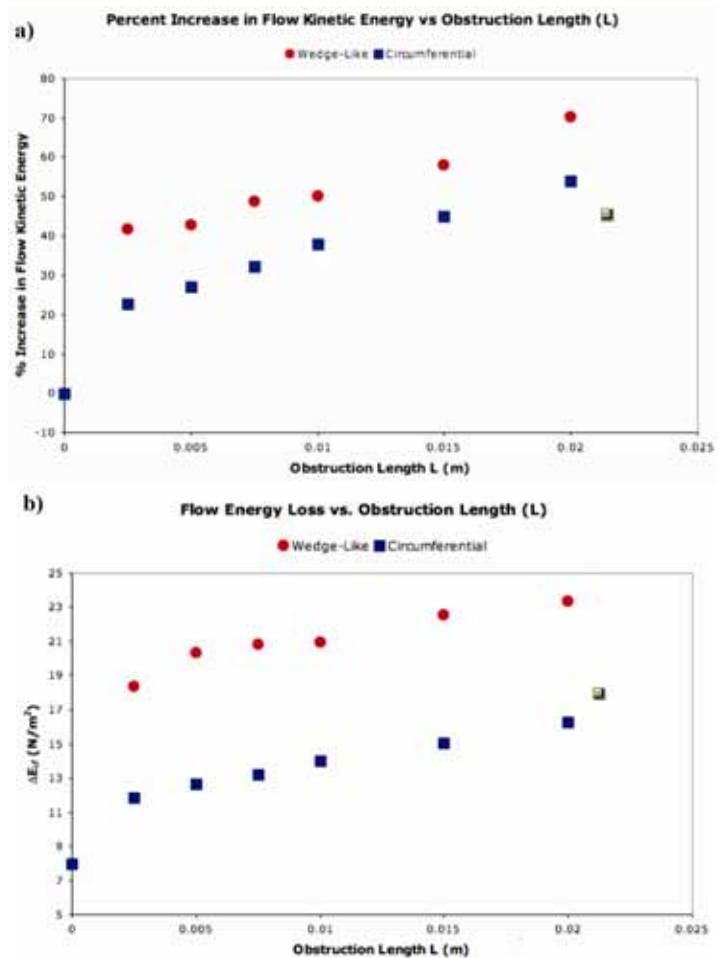 a)
Percent Increase in Flow Kinetic Energy vs Obstruction Length (L)
Wedge-Like Circumferential
80
70
60
50
40
30
20
10
0
-10
% Increase in Flow Kinetic Energy
0 0.005 0.01 0.015 0.02 0.025
Obstruction Length L (m)
b)
Flow Energy Loss vs. Obstruction Length (L)
Wedge-Like Circumferential
25
23
21
19
17
15
13
11
9
7
5
ΔE (N/m²)
0 0.005 0.01 0.015 0.02 0.025
Obstruction Length L (m)